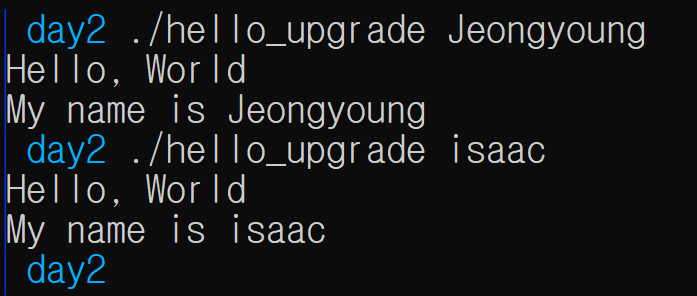 day2 ./hello_upgrade Jeongyoung
Hello, World
My name is Jeongyoung
day2 ./hello_upgrade isaac
Hello, World
My name is isaac
day2